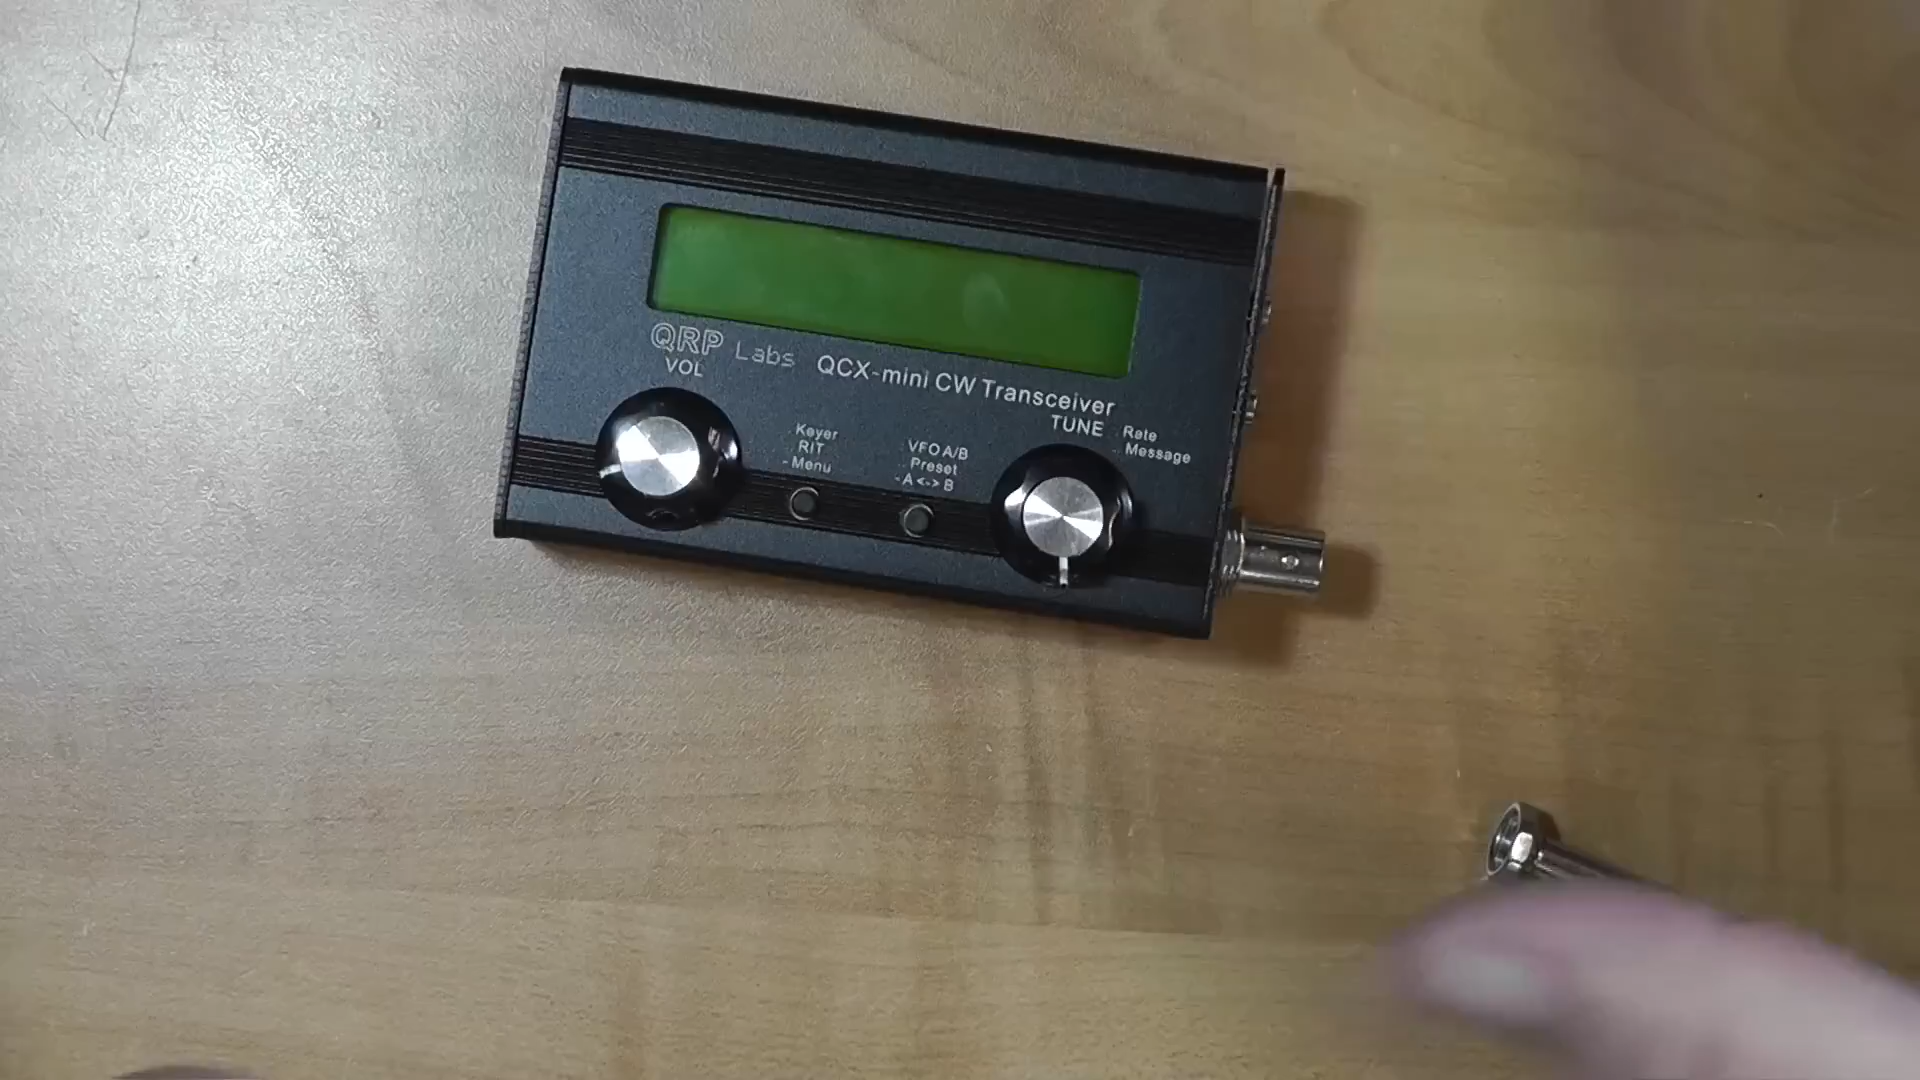 QRP Labs QCX-mini CW Transceiver
VOL
Keyer
RIT
-Menu
VFO A/B
Preset
-A<->B
TUNE
Rate
Message